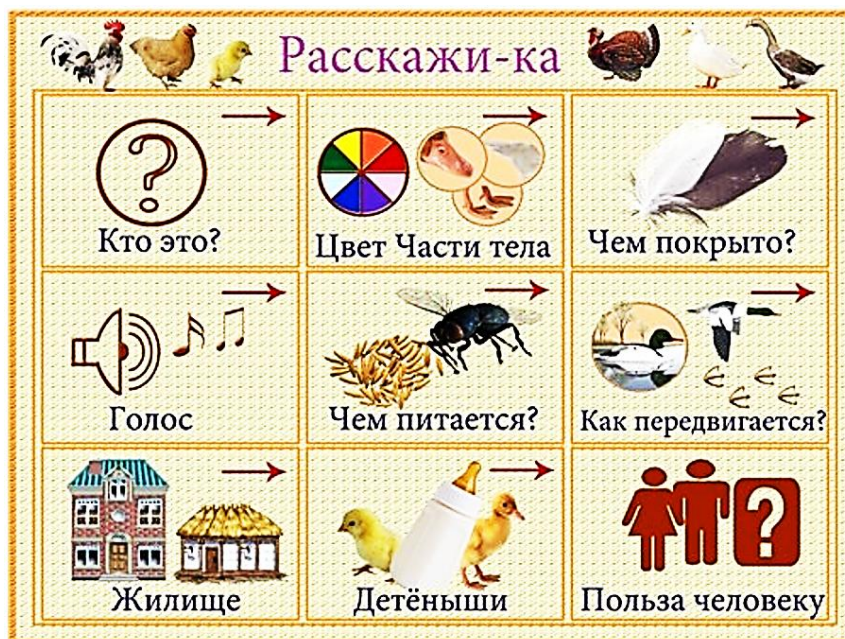 Расскажи-ка
Кто это?
Цвет Части тела
Чем покрыто?
Голос
Чем питается?
Как передвигается?
Жилище
Детёныши
Польза человеку